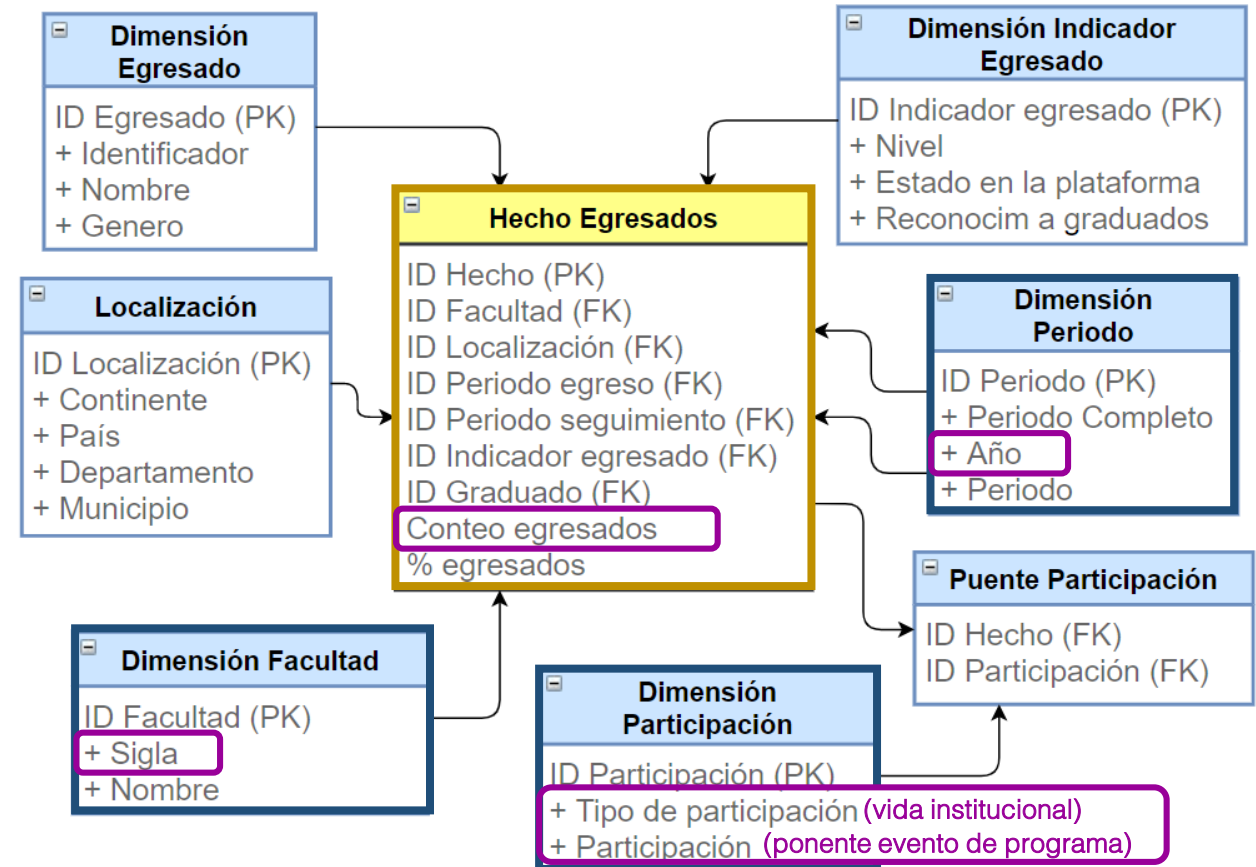 Dimensión
Egresado
ID Egresado (PK)
+ Identificador
+ Nombre
+ Genero
Dimensión Indicador
Egresado
ID Indicador egresado (PK)
+ Nivel
+ Estado en la plataforma
+ Reconocim a graduados
Hecho Egresados
ID Hecho (PK)
ID Facultad (FK)
ID Localización (FK)
ID Periodo egreso (FK)
ID Periodo seguimiento (FK)
ID Indicador egresado (FK)
ID Graduado (FK)
Conteo egresados
% egresados
Localización
ID Localización (PK)
+ Continente
+ País
+ Departamento
+ Municipio
Dimensión
Periodo
ID Periodo (PK)
+ Periodo Completo
+ Año
+ Periodo
Puente Participación
ID Hecho (FK)
ID Participación (FK)
Dimensión Facultad
ID Facultad (PK)
+ Sigla
+ Nombre
Dimensión
Participación
ID Participación (PK)
+ Tipo de participación (vida institucional)
+ Participación (ponente evento de programa)